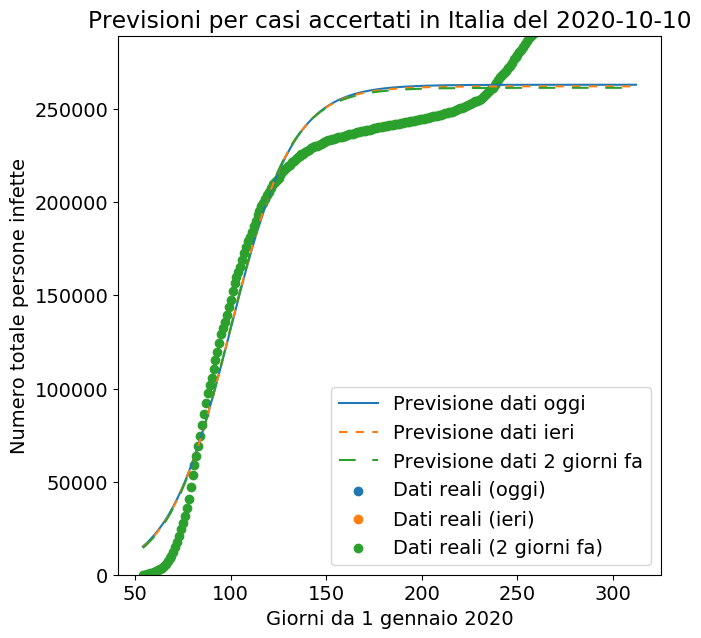 Previsioni per casi accertati in Italia del 2020-10-10
Numero totale persone infette
250000
200000
150000
100000
50000
0
50
100
150
200
250
300
Giorni da 1 gennaio 2020
Previsione dati oggi
Previsione dati ieri
Previsione dati 2 giorni fa
Dati reali (oggi)
Dati reali (ieri)
Dati reali (2 giorni fa)